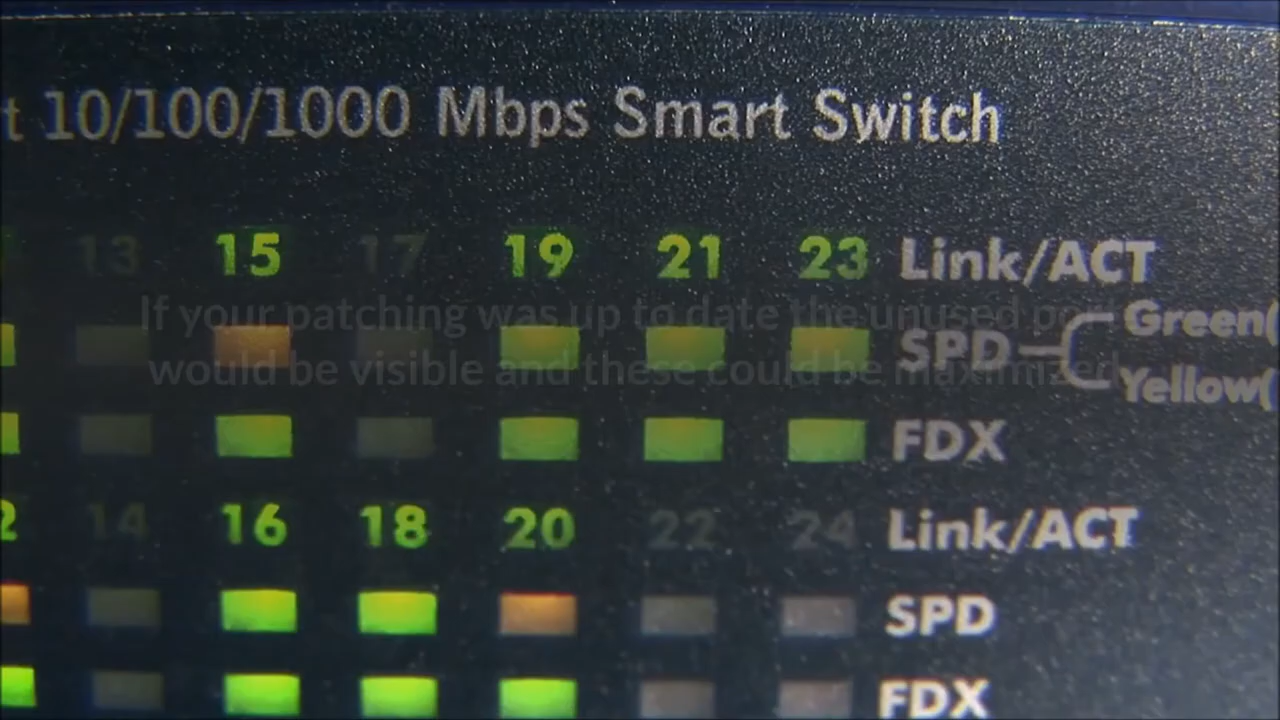 t 10/100/1000 Mbps Smart Switch
13 15 17 19 21 23 Link/ACT
If your patching was up to date the unused
would be visible and these could be maximized
SPD Green(
Yellow(
FDX
2 14 16 18 20 22 24 Link/ACT
SPD
FDX